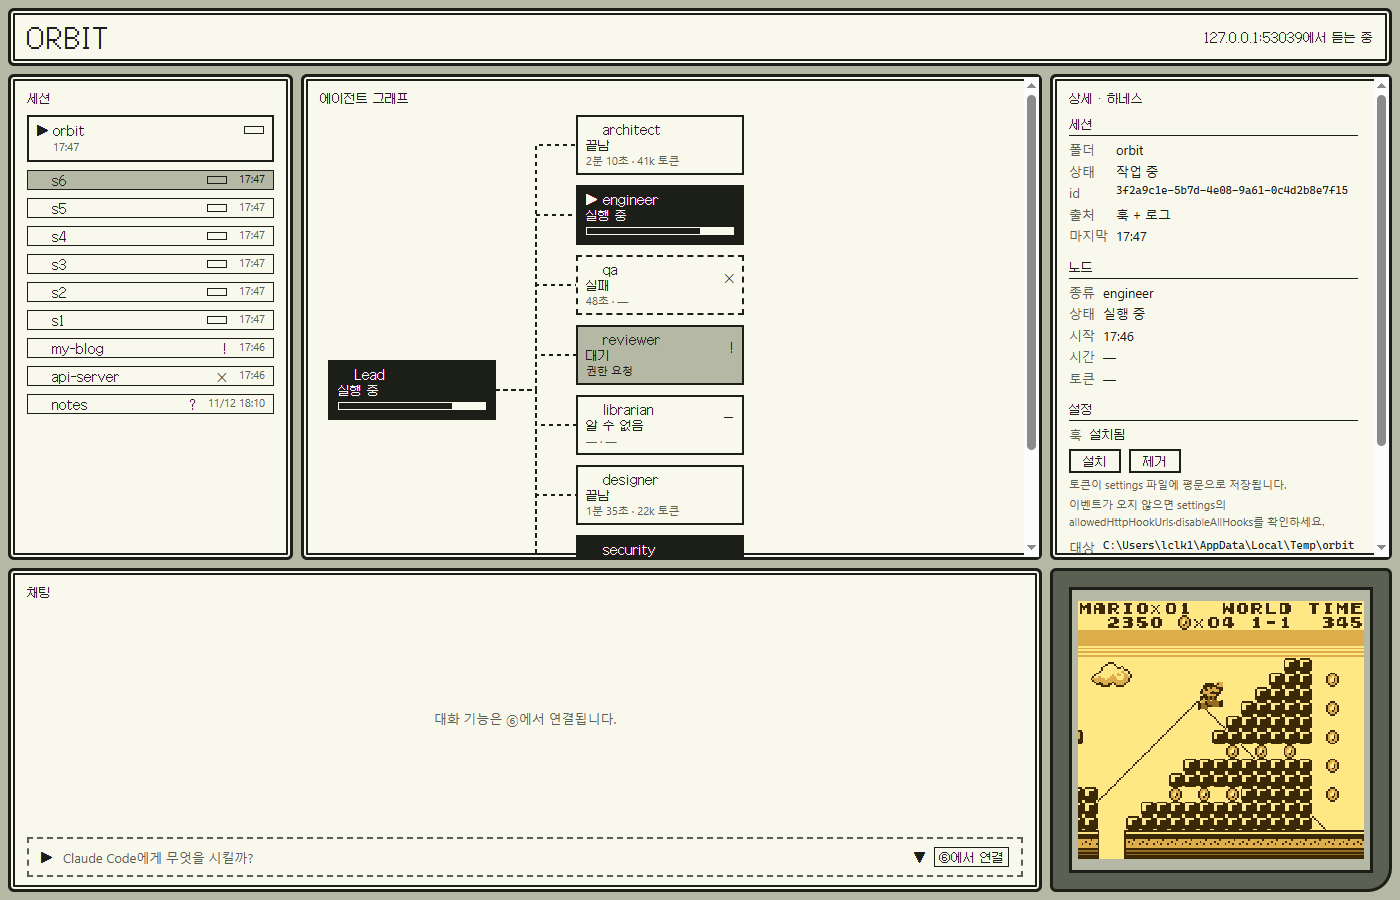 ORBIT
127.0.0.1:53039에서 듣는 중
세션
▶ orbit
17:47
s6 17:47
s5 17:47
s4 17:47
s3 17:47
s2 17:47
s1 17:47
my-blog ! 17:46
api-server × 17:46
notes ? 11/12 18:10
에이전트 그래프
Lead
실행 중
architect
끝남
2분 10초 · 41k 토큰
▶ engineer
실행 중
qa ×
실패
48초 · —
reviewer !
대기
권한 요청
librarian —
알 수 없음
— · —
designer
끝남
1분 35초 · 22k 토큰
security
상세 · 하네스
세션
폴더 orbit
상태 작업 중
id 3f2a9c1e-5b7d-4e08-9a61-0c4d2b8e7f15
출처 훅 + 로그
마지막 17:47
노드
종류 engineer
상태 실행 중
시작 17:46
시간 —
토큰 —
설정
훅 설치됨
설치 제거
토큰이 settings 파일에 평문으로 저장됩니다.
이벤트가 오지 않으면 settings의
allowedHttpHookUrls·disableAllHooks를 확인하세요.
대상 C:\Users\lclk1\AppData\Local\Temp\orbit
채팅
대화 기능은 ⑥에서 연결됩니다.
▶ Claude Code에게 무엇을 시킬까? ▼ ⑥에서 연결
MARIO×01 WORLD TIME
2350 ×04 1-1 345